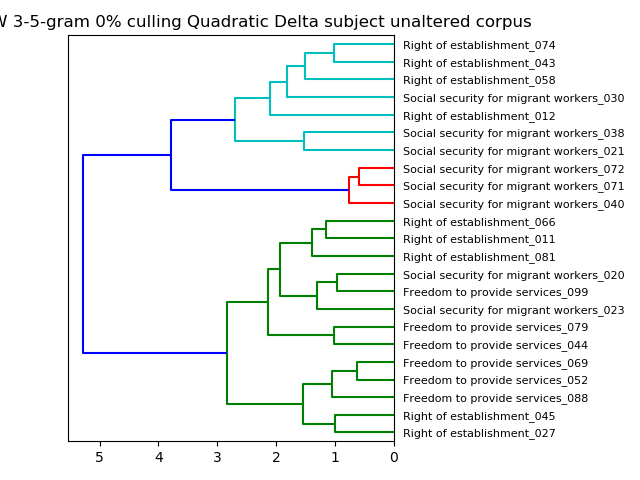 3-5-gram 0% culling Quadratic Delta subject unaltered corpus
Right of establishment_074
Right of establishment_043
Right of establishment_058
Social security for migrant workers_030
Right of establishment_012
Social security for migrant workers_038
Social security for migrant workers_021
Social security for migrant workers_072
Social security for migrant workers_071
Social security for migrant workers_040
Right of establishment_066
Right of establishment_011
Right of establishment_081
Social security for migrant workers_020
Freedom to provide services_099
Social security for migrant workers_023
Freedom to provide services_079
Freedom to provide services_044
Freedom to provide services_069
Freedom to provide services_052
Freedom to provide services_088
Right of establishment_045
Right of establishment_027
5 4 3 2 1 0